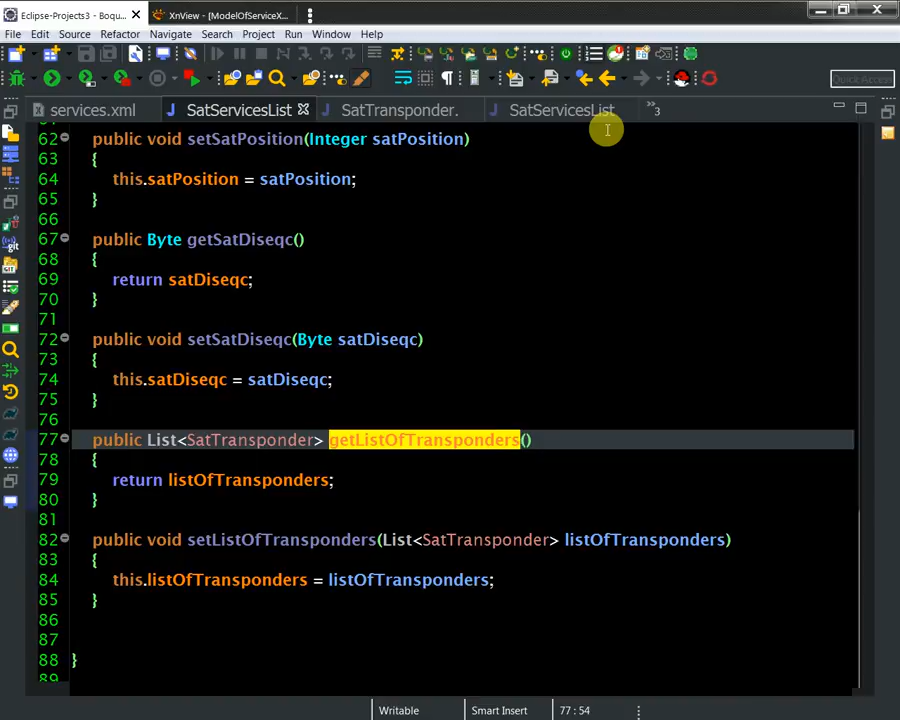 Eclipse-Projects3 - Boqu...
XnView - [ModelOfServiceX...
File Edit Source Refactor Navigate Search Project Run Window Help
Quick Access
services.xml
SatServicesList
SatTransponder.
SatServicesList
»3
62 public void setSatPosition(Integer satPosition)
63 {
64 this.satPosition = satPosition;
65 }
66
67 public Byte getSatDiseqc()
68 {
69 return satDiseqc;
70 }
71
72 public void setSatDiseqc(Byte satDiseqc)
73 {
74 this.satDiseqc = satDiseqc;
75 }
76
77 public List<SatTransponder> getListOfTransponders()
78 {
79 return listOfTransponders;
80 }
81
82 public void setListOfTransponders(List<SatTransponder> listOfTransponders)
83 {
84 this.listOfTransponders = listOfTransponders;
85 }
86
87
88 }
89
Writable Smart Insert 77 : 54